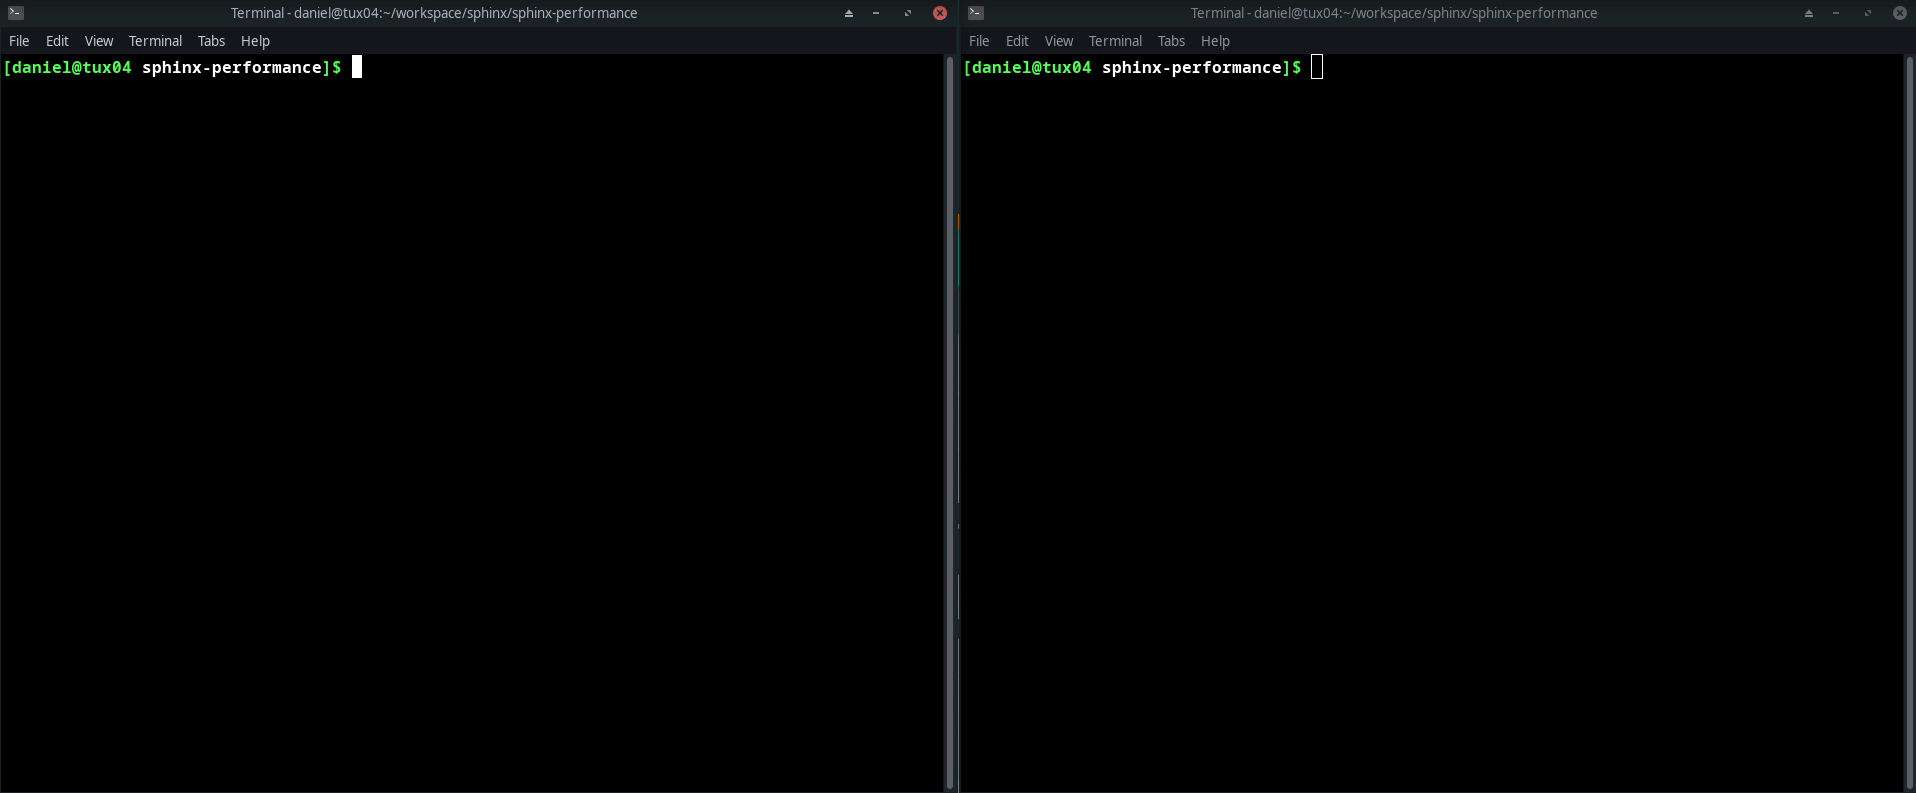 Terminal - daniel@tux04:~/workspace/sphinx/sphinx-performance
File Edit View Terminal Tabs Help
[daniel@tux04 sphinx-performance]$
Terminal - daniel@tux04:~/workspace/sphinx/sphinx-performance
File Edit View Terminal Tabs Help
[daniel@tux04 sphinx-performance]$